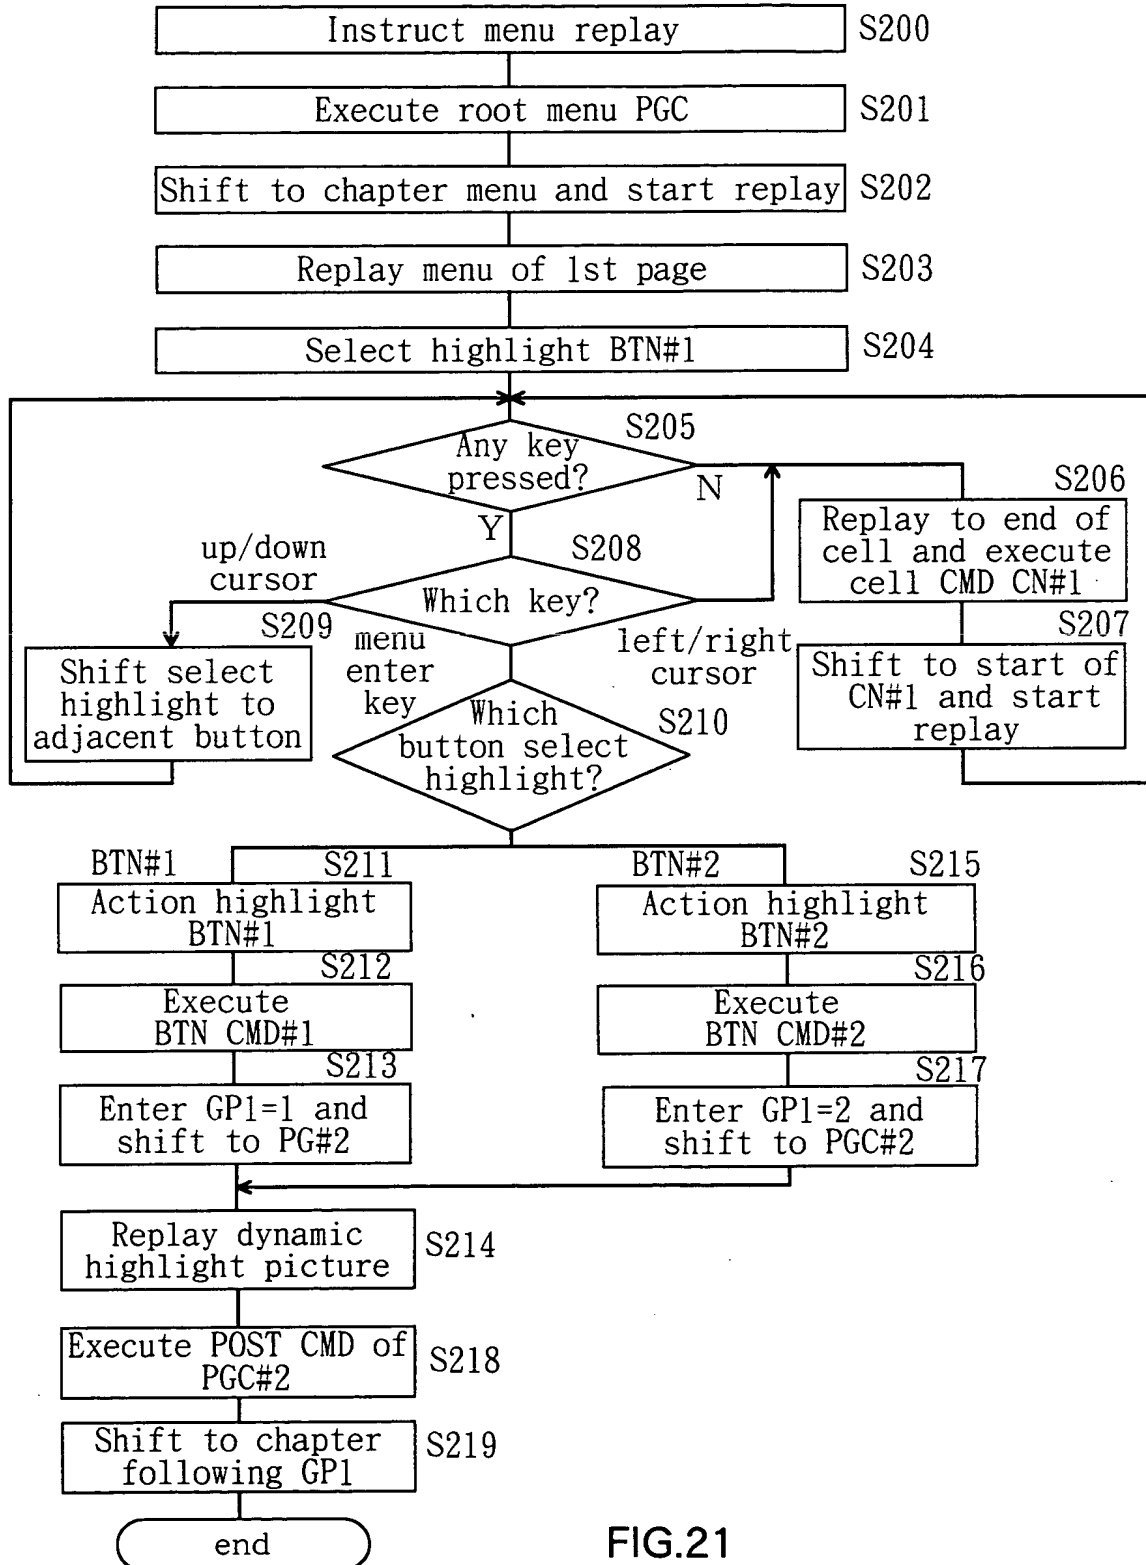 Instruct menu replay
S200
Execute root menu PGC
S201
Shift to chapter menu and start replay
S202
Replay menu of 1st page
S203
Select highlight BTN#1
S204
S205
Any key
pressed?
N
Y
S206
Replay to end of
cell and execute
cell CMD CN#1
S207
Shift to start of
CN#1 and start
replay
S208
Which key?
up/down
cursor
S209
Shift select
highlight to
adjacent button
menu
enter
key
left/right
cursor
S210
Which
button select
highlight?
BTN#1
S211
Action highlight
BTN#1
S212
Execute
BTN CMD#1
S213
Enter GP1=1 and
shift to PG#2
BTN#2
S215
Action highlight
BTN#2
S216
Execute
BTN CMD#2
S217
Enter GP1=2 and
shift to PGC#2
Replay dynamic
highlight picture
S214
Execute POST CMD of
PGC#2
S218
Shift to chapter
following GP1
S219
end
FIG.21